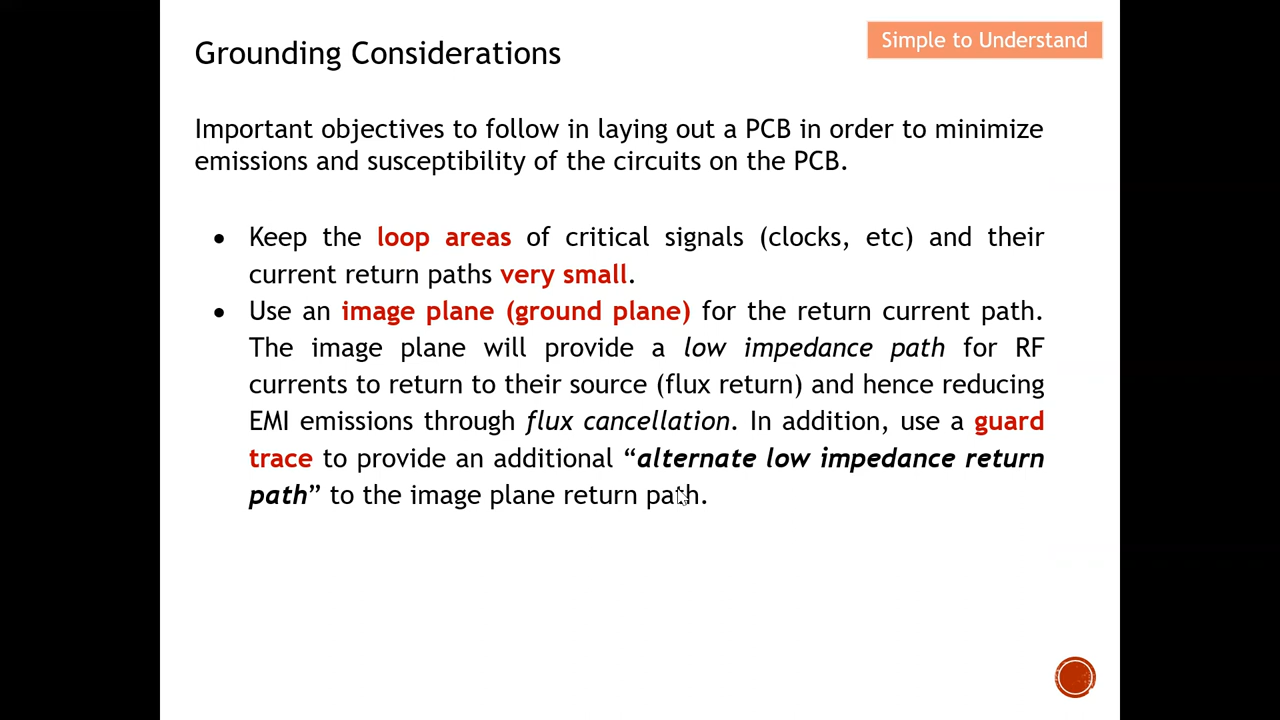 Simple to Understand
Grounding Considerations
Important objectives to follow in laying out a PCB in order to minimize
emissions and susceptibility of the circuits on the PCB.
• Keep the loop areas of critical signals (clocks, etc) and their
current return paths very small.
• Use an image plane (ground plane) for the return current path.
The image plane will provide a low impedance path for RF
currents to return to their source (flux return) and hence reducing
EMI emissions through flux cancellation. In addition, use a guard
trace to provide an additional “alternate low impedance return
path” to the image plane return path.